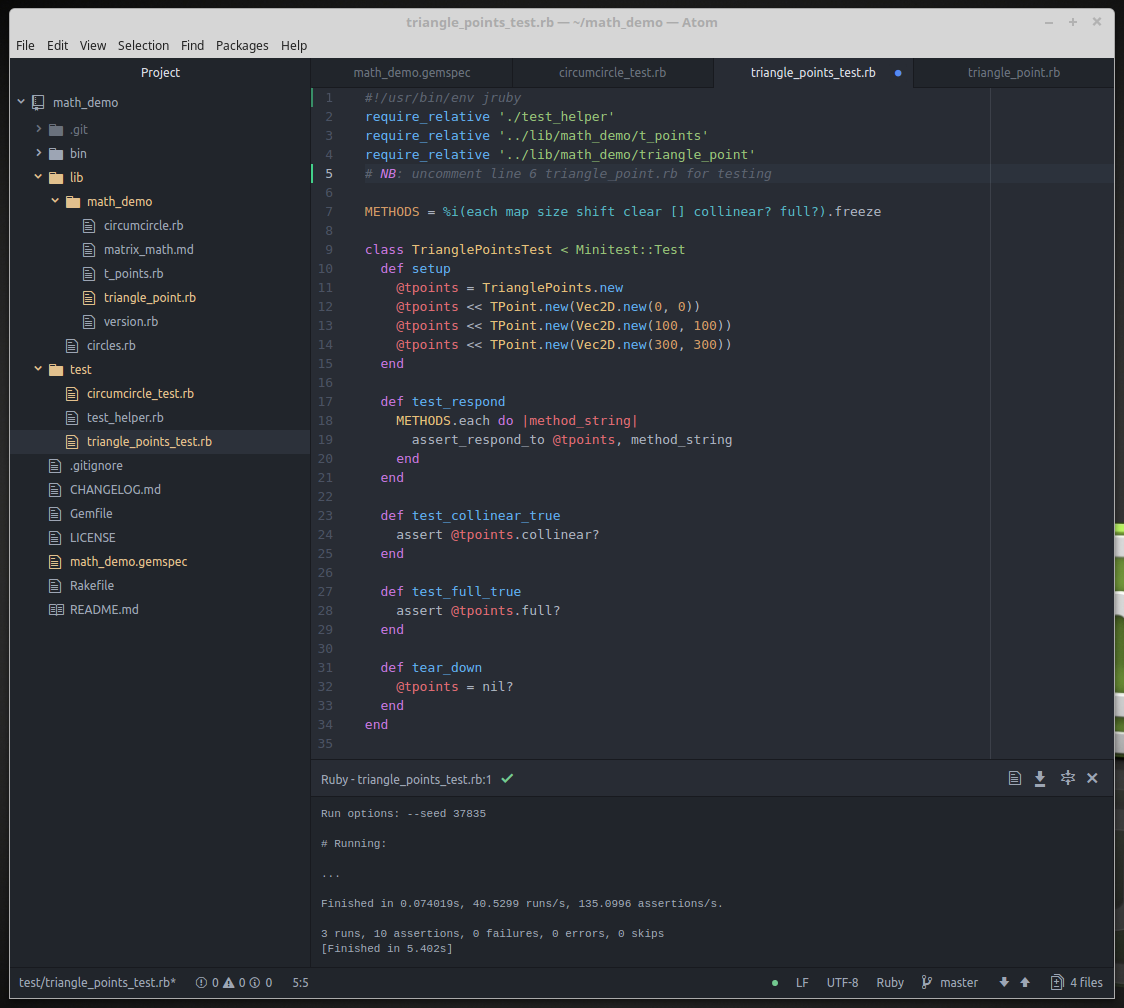 triangle_points_test.rb — ~/math_demo — Atom
File Edit View Selection Find Packages Help
Project
math_demo
.git
bin
lib
math_demo
circumcircle.rb
matrix_math.md
t_points.rb
triangle_point.rb
version.rb
circles.rb
test
circumcircle_test.rb
test_helper.rb
triangle_points_test.rb
.gitignore
CHANGELOG.md
Gemfile
LICENSE
math_demo.gemspec
Rakefile
README.md
math_demo.gemspec circumcircle_test.rb triangle_points_test.rb triangle_point.rb
1 #!/usr/bin/env jruby
2 require_relative './test_helper'
3 require_relative '../lib/math_demo/t_points'
4 require_relative '../lib/math_demo/triangle_point'
5 # NB: uncomment line 6 triangle_point.rb for testing
6
7 METHODS = %i(each map size shift clear [] collinear? full?).freeze
8
9 class TrianglePointsTest < Minitest::Test
10 def setup
11 @tpoints = TrianglePoints.new
12 @tpoints << TPoint.new(Vec2D.new(0, 0))
13 @tpoints << TPoint.new(Vec2D.new(100, 100))
14 @tpoints << TPoint.new(Vec2D.new(300, 300))
15 end
16
17 def test_respond
18 METHODS.each do |method_string|
19 assert_respond_to @tpoints, method_string
20 end
21 end
22
23 def test_collinear_true
24 assert @tpoints.collinear?
25 end
26
27 def test_full_true
28 assert @tpoints.full?
29 end
30
31 def tear_down
32 @tpoints = nil?
33 end
34 end
35
Ruby - triangle_points_test.rb:1
Run options: --seed 37835
# Running:
...
Finished in 0.074019s, 40.5299 runs/s, 135.0996 assertions/s.
3 runs, 10 assertions, 0 failures, 0 errors, 0 skips
[Finished in 5.402s]
test/triangle_points_test.rb* 0 0 0 5:5 LF UTF-8 Ruby master 4 files